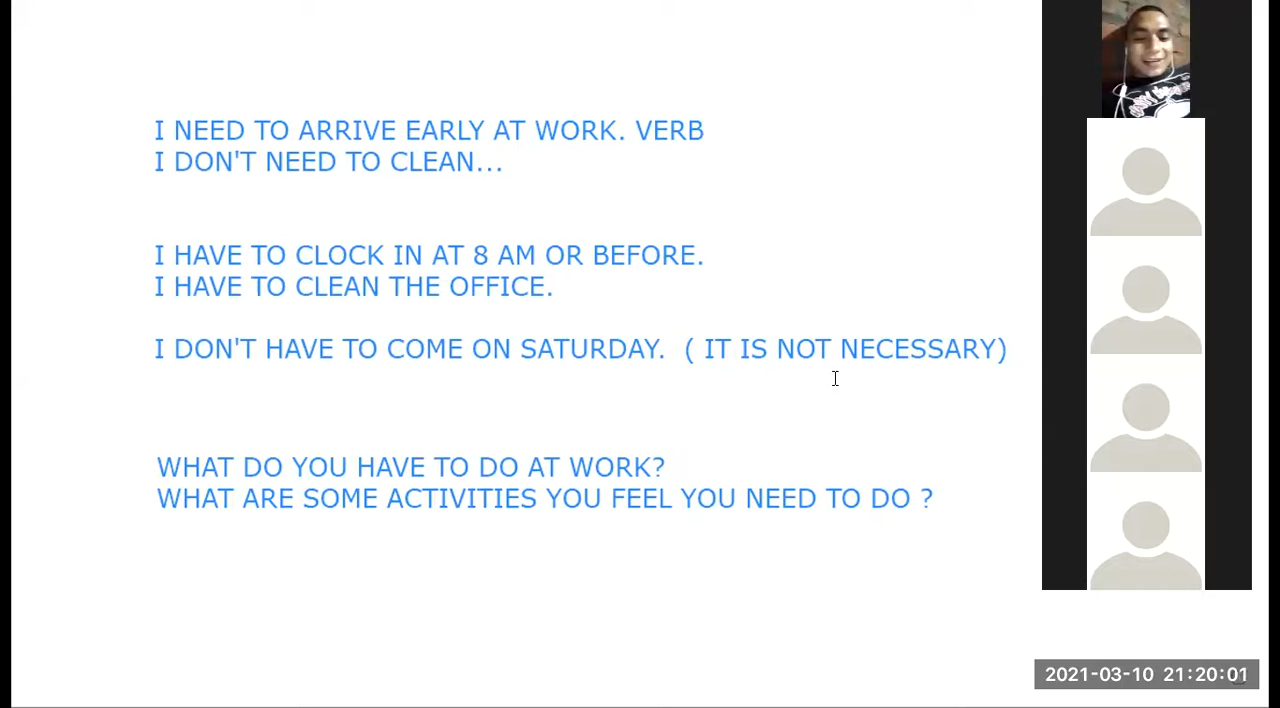 I NEED TO ARRIVE EARLY AT WORK. VERB
I DON'T NEED TO CLEAN...
I HAVE TO CLOCK IN AT 8 AM OR BEFORE.
I HAVE TO CLEAN THE OFFICE.
I DON'T HAVE TO COME ON SATURDAY. ( IT IS NOT NECESSARY)
WHAT DO YOU HAVE TO DO AT WORK?
WHAT ARE SOME ACTIVITIES YOU FEEL YOU NEED TO DO ?
2021-03-10 21:20:01